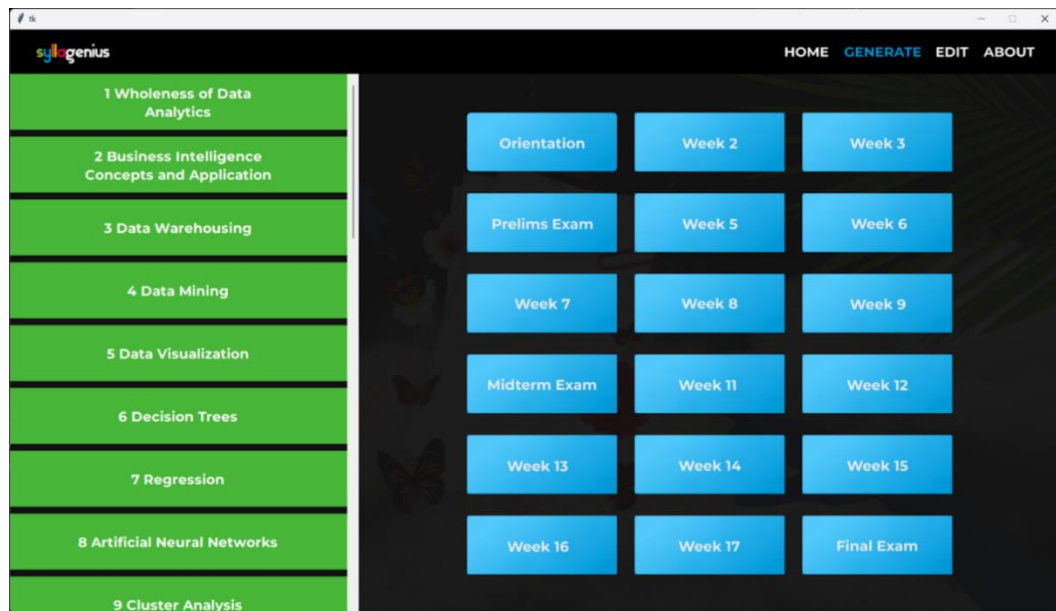 tk
syllogenius
HOME GENERATE EDIT ABOUT
1 Wholeness of Data
Analytics
2 Business Intelligence
Concepts and Application
3 Data Warehousing
4 Data Mining
5 Data Visualization
6 Decision Trees
7 Regression
8 Artificial Neural Networks
9 Cluster Analysis
Orientation
Week 2
Week 3
Prelims Exam
Week 5
Week 6
Week 7
Week 8
Week 9
Midterm Exam
Week 11
Week 12
Week 13
Week 14
Week 15
Week 16
Week 17
Final Exam